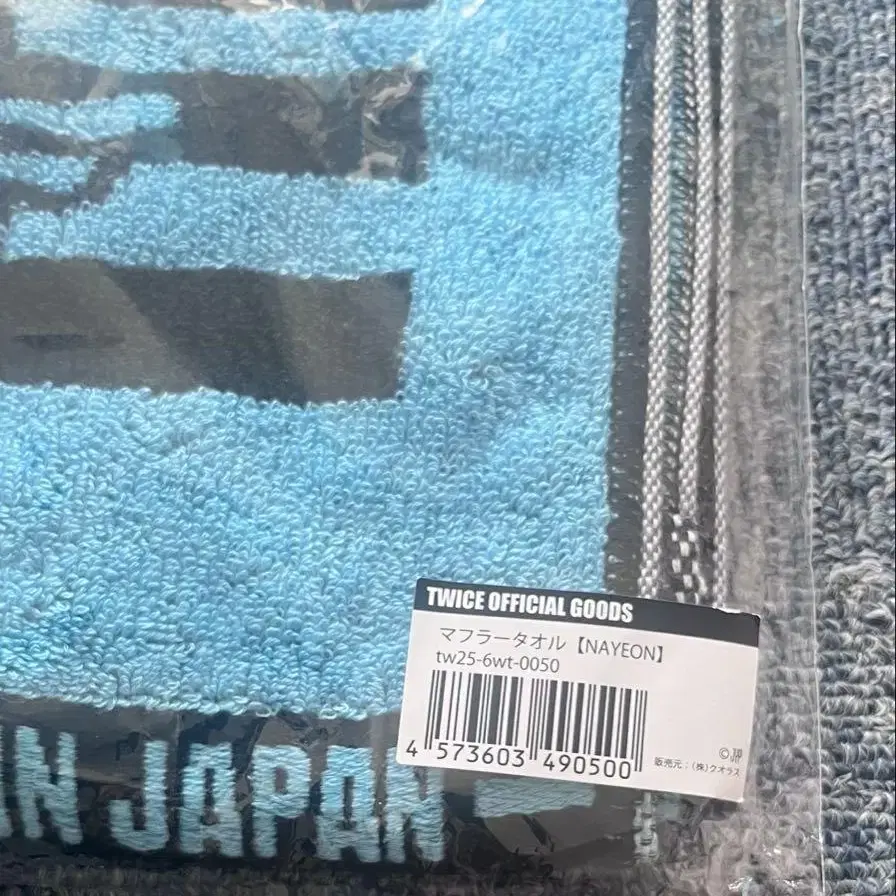 TWICE OFFICIAL GOODS
マフラータオル【NAYEON】
tw25-6wt-0050
4 573603 490500
販売元：(株)クオラス
IN JAPAN